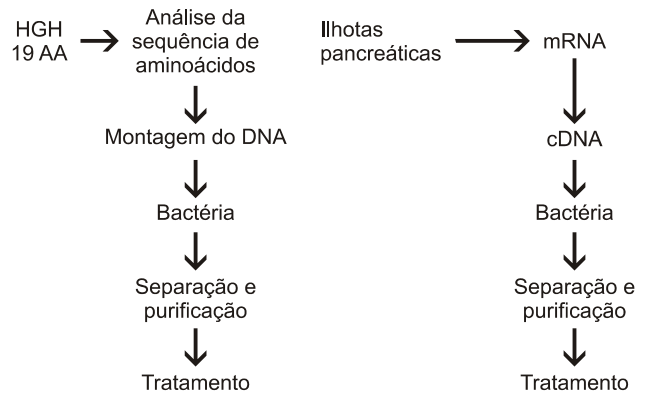 HGH
19 AA
Análise da
sequência de
aminoácidos
Montagem do DNA
Bactéria
Separação e
purificação
Tratamento
Ilhotas
pancreáticas
mRNA
cDNA
Bactéria
Separação e
purificação
Tratamento